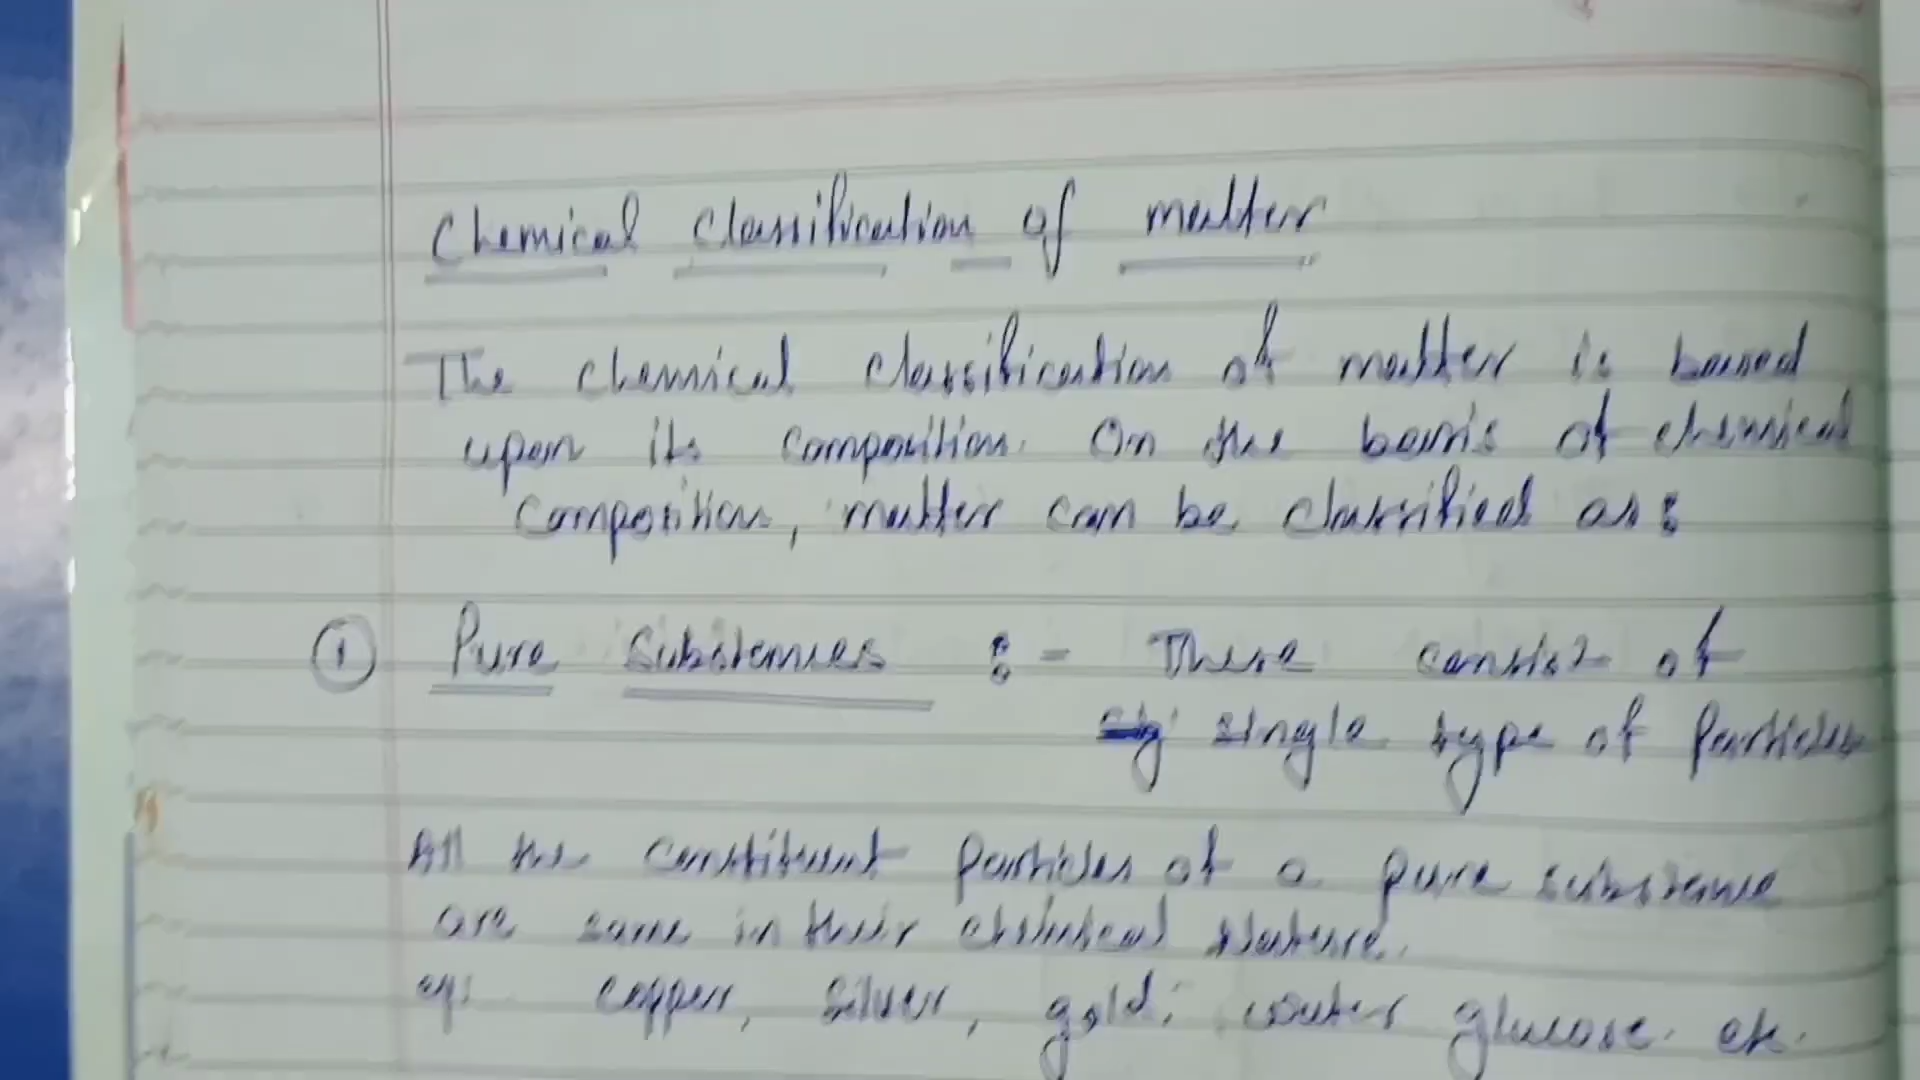 Chemical Classification of matter
The chemical classification of matter is based
upon its composition. On the basis of chemical
composition, matter can be classified as:
① Pure Substances :- These consist of
single type of Particles
All the constituent Particles of a pure substance
are same in their chemical nature.
eg: copper, silver, gold, water glucose. etc.